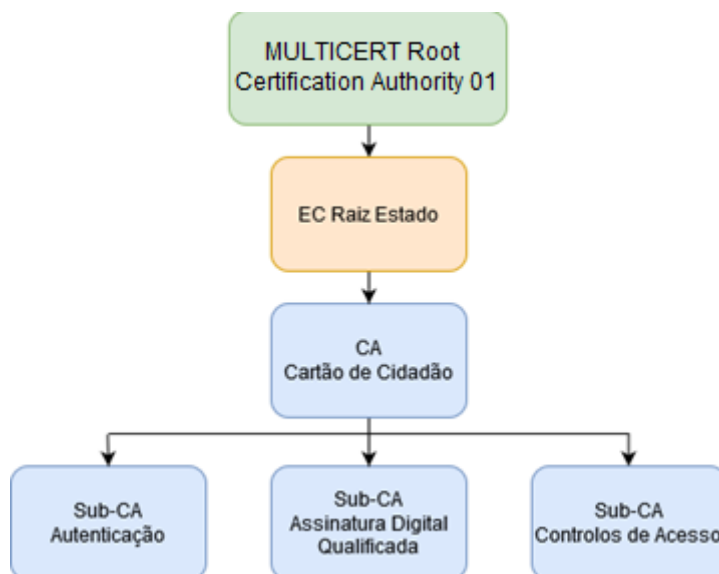 MULTICERT Root
Certification Authority 01
EC Raiz Estado
CA
Cartão de Cidadão
Sub-CA
Autenticação
Sub-CA
Assinatura Digital
Qualificada
Sub-CA
Controlos de Acesso